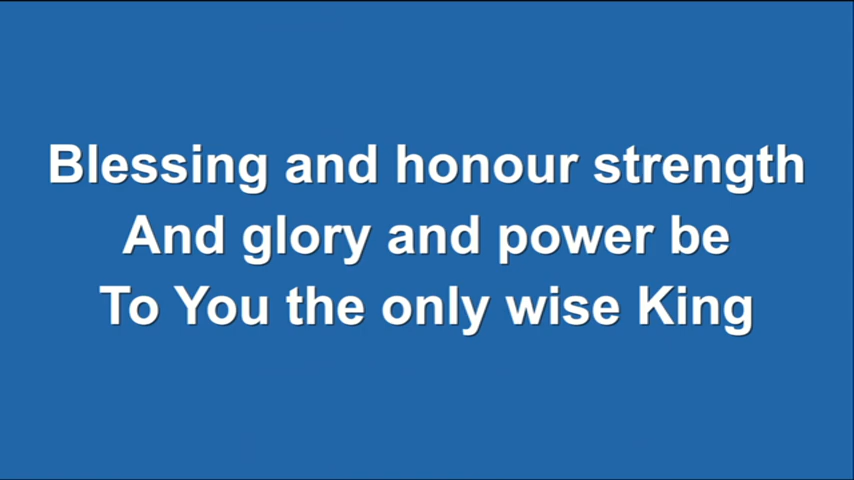 Blessing and honour strength
And glory and power be
To You the only wise King